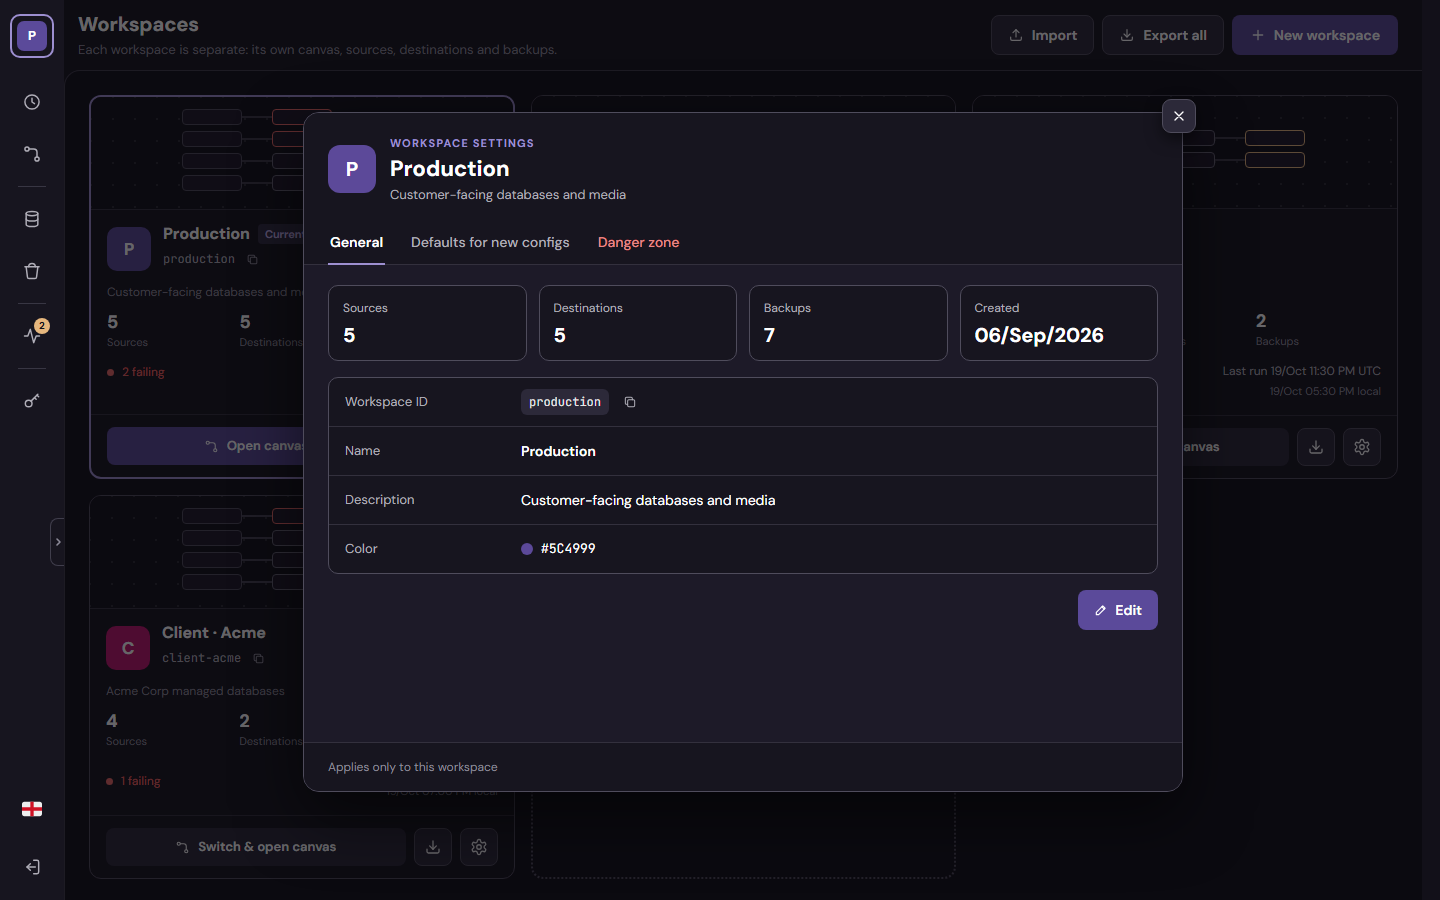 P
Workspaces
Each workspace is separate: its own canvas, sources, destinations and backups.
Import
Export all
New workspace
2
P
Production
Current
production
Customer-facing databases and me
5
Sources
5
Destinations
2 failing
Open canvas
C
Client · Acme
client-acme
Acme Corp managed databases
4
Sources
2
Destinations
1 failing
Switch & open canvas
2
Backups
Last run 19/Oct 11:30 PM UTC
19/Oct 05:30 PM local
anvas
P
WORKSPACE SETTINGS
Production
Customer-facing databases and media
General
Defaults for new configs
Danger zone
Sources
5
Destinations
5
Backups
7
Created
06/Sep/2026
Workspace ID
production
Name
Production
Description
Customer-facing databases and media
Color
#5C4999
Edit
Applies only to this workspace